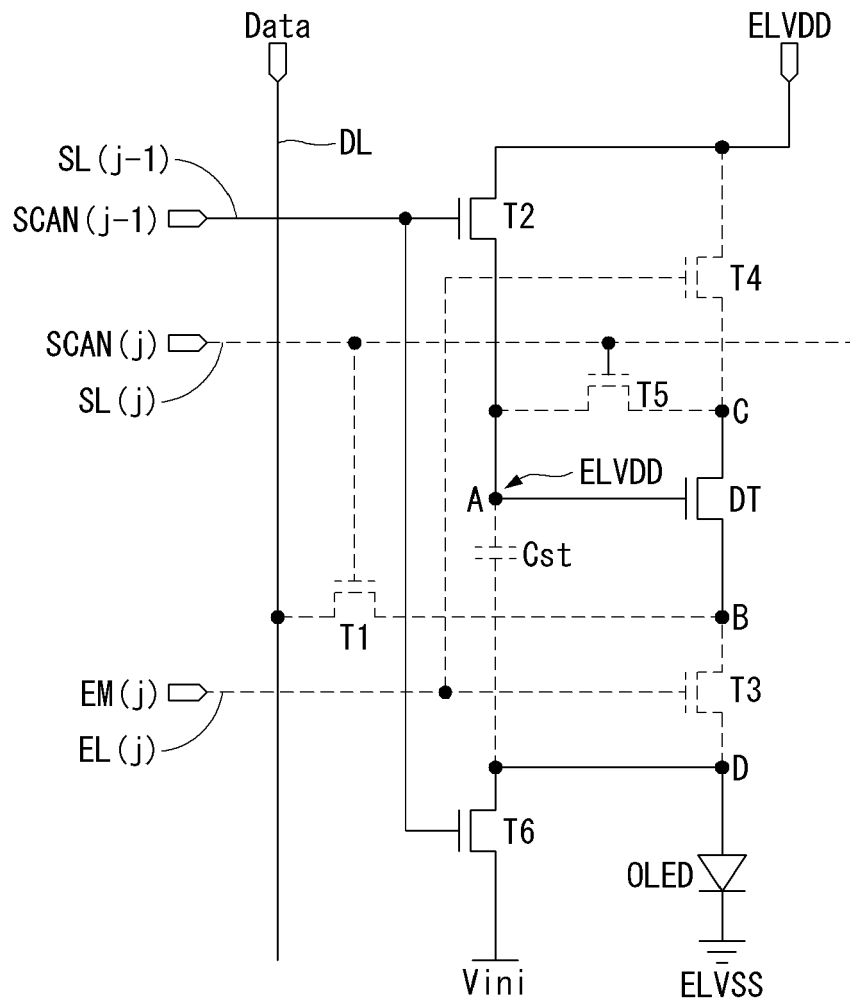 Data
ELVDD
DL
SL(j-1)
SCAN(j-1)
T2
T4
SCAN(j)
SL(j)
T5
C
ELVDD
A
DT
Cst
T1
B
EM(j)
T3
EL(j)
D
T6
OLED
Vini
ELVSS